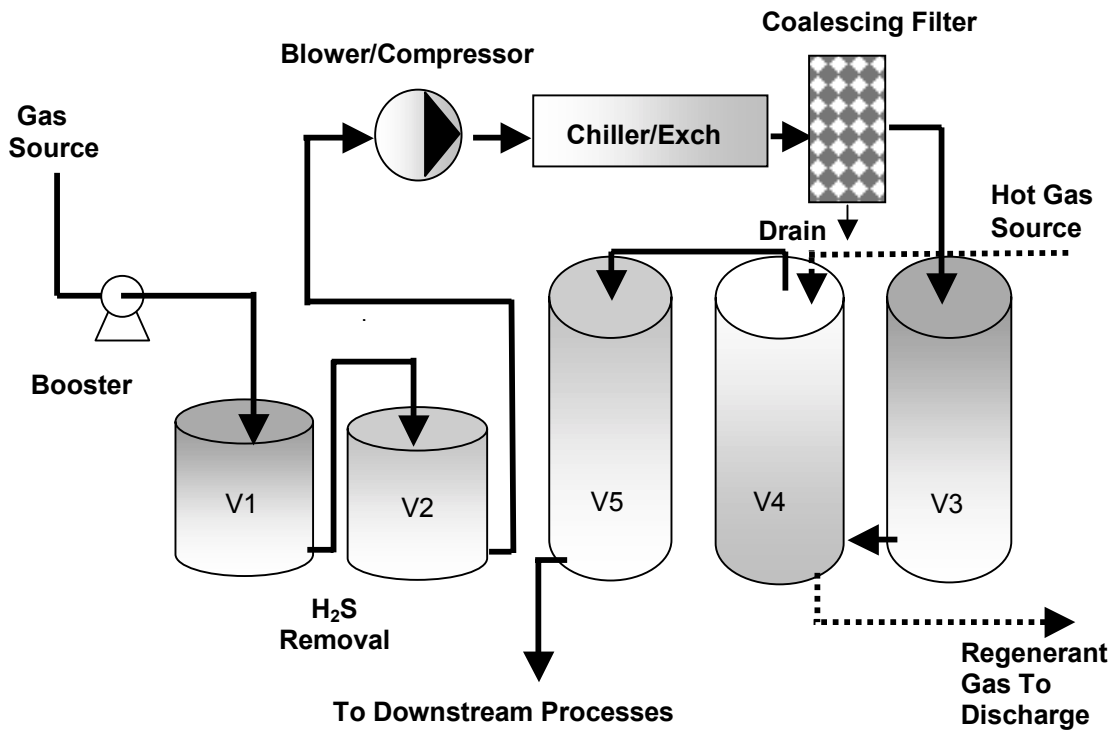 Coalescing Filter
Blower/Compressor
Gas
Source
Chiller/Exch
Hot Gas
Source
Drain
Booster
V1
V2
V5
V4
V3
H₂S
Removal
Regenerant
Gas To
Discharge
To Downstream Processes